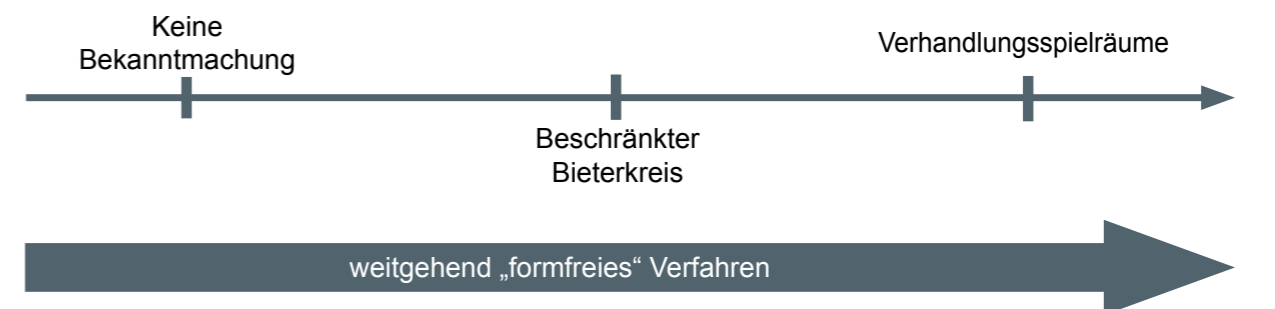 Keine
Bekanntmachung
Verhandlungsspielräume
Beschränkter
Bieterkreis
weitgehend „formfreies“ Verfahren